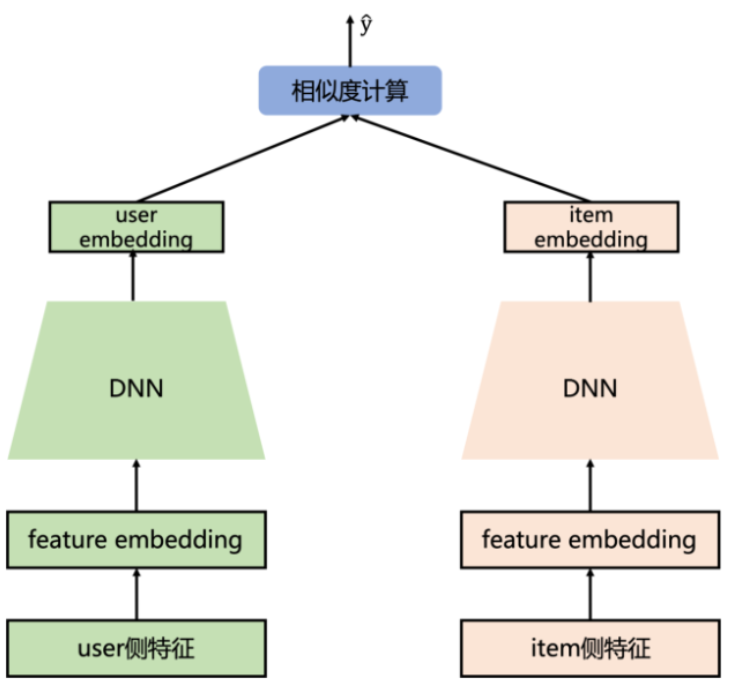 ŷ
相似度计算
user
embedding
item
embedding
DNN
DNN
feature embedding
feature embedding
user侧特征
item侧特征